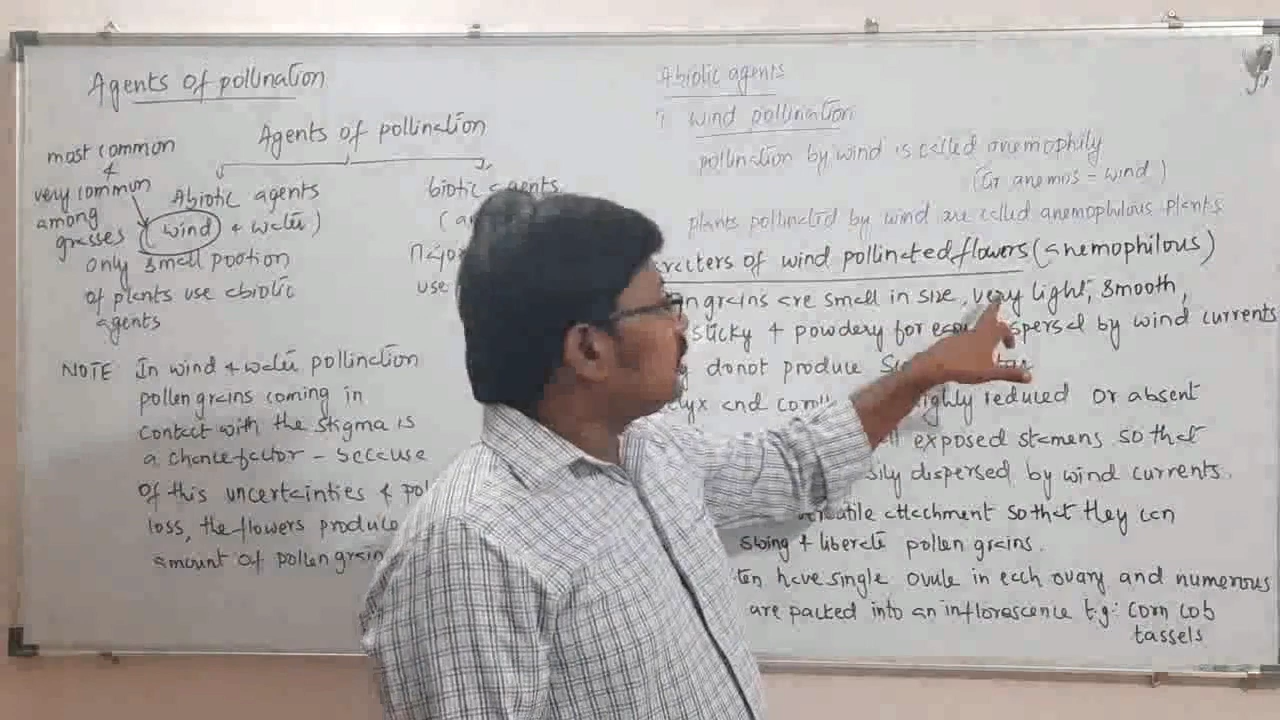 Agents of pollination
Agents of pollination
most common
&
very common
among
grasses
Abiotic agents
(wind + water)
only small pootion
of plants use abiotic
agents
biotic agents
use
NOTE In wind & water pollination
pollen grains coming in
contact with the stigma is
a chance factor - because
of this uncertainties &
loss, the flowers produce
amount of pollen grain
Abiotic agents
1 wind pollination
pollination by wind is called anemophily
(Gr anemos = wind)
plants pollinated by wind are called anemophilous plants
of wind pollinated flowers (anemophilous)
grains are small in size, very light, smooth,
sticky & powdery for by wind currents
donot produce
and reduced or absent
exposed stamens so that
dispersed by wind currents.
attachment so that they can
swing & liberate pollen grains.
have single ovule in each ovary and numerous
are packed into an inflorescence E.g: Corn cob
tassels